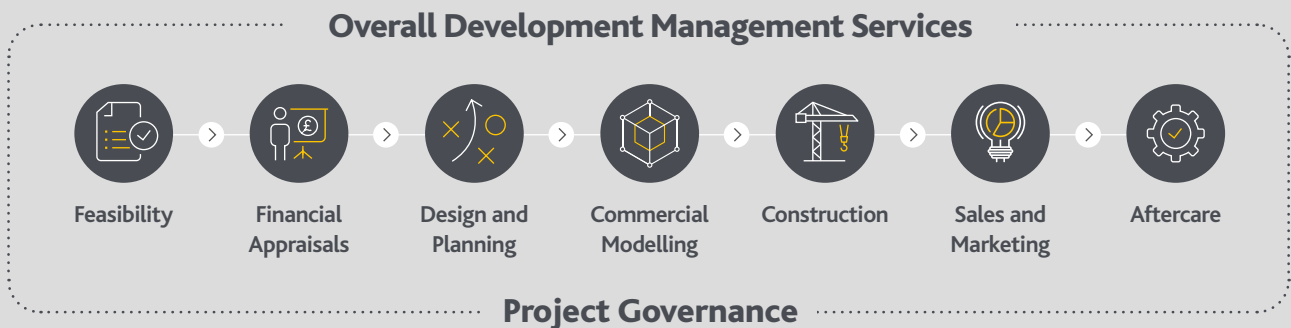 Overall Development Management Services
£
Feasibility
Financial
Appraisals
Design and
Planning
Commercial
Modelling
Construction
Sales and
Marketing
Aftercare
Project Governance